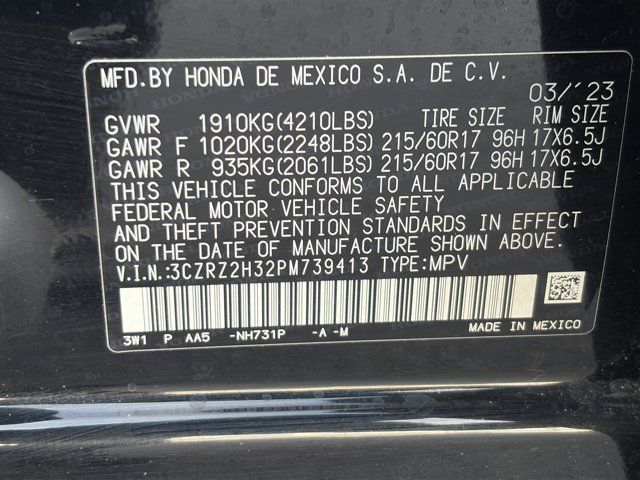 MFD. BY HONDA DE MEXICO S.A. DE C.V.
03/'23
GVWR 1910KG(4210LBS) TIRE SIZE RIM SIZE
GAWR F 1020KG(2248LBS) 215/60R17 96H 17X6.5J
GAWR R 935KG(2061LBS) 215/60R17 96H 17X6.5J
THIS VEHICLE CONFORMS TO ALL APPLICABLE
FEDERAL MOTOR VEHICLE SAFETY
AND THEFT PREVENTION STANDARDS IN EFFECT
ON THE DATE OF MANUFACTURE SHOWN ABOVE.
V.I.N.:3CZRZ2H32PM739413 TYPE:MPV
3W1 P AA5 -NH731P -A-M
MADE IN MEXICO